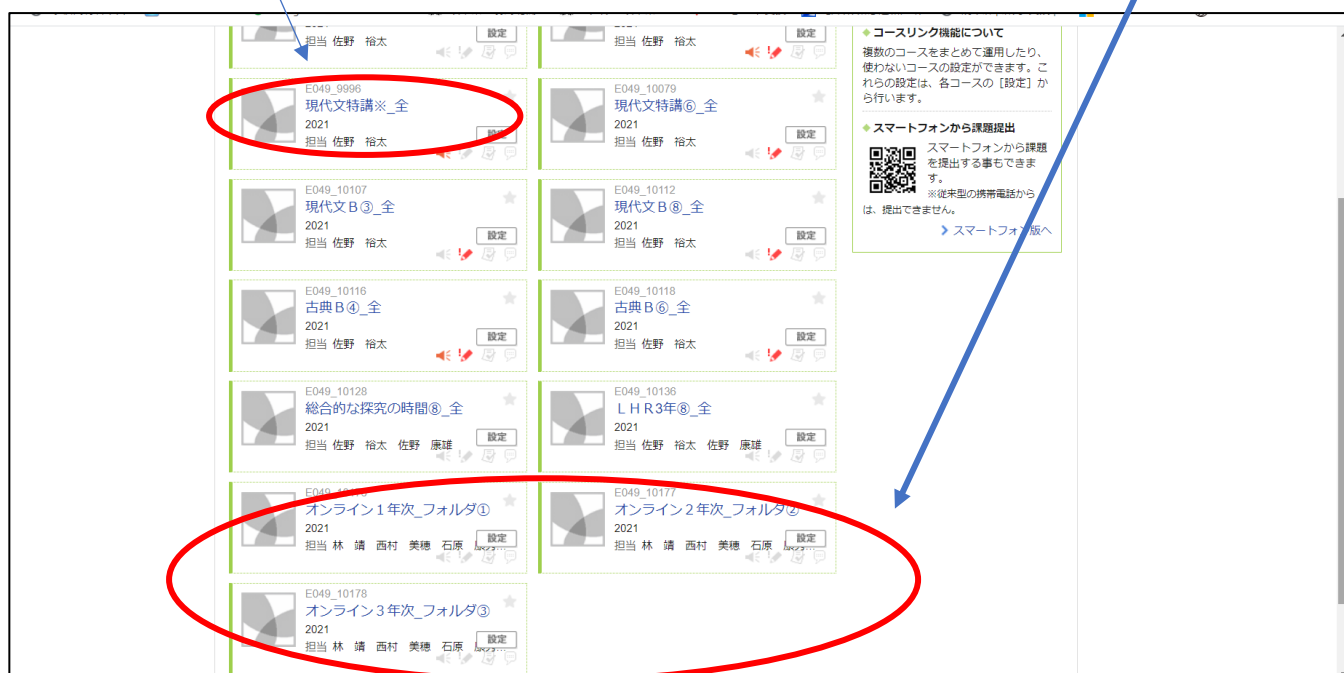 担当 佐野 裕太
設定
担当 佐野 裕太
設定
E049_9996
現代文特講※_全
2021
担当 佐野 裕太
設定
E049_10079
現代文特講⑥_全
2021
担当 佐野 裕太
設定
E049_10107
現代文Ｂ③_全
2021
担当 佐野 裕太
設定
E049_10112
現代文Ｂ⑧_全
2021
担当 佐野 裕太
設定
E049_10116
古典Ｂ④_全
2021
担当 佐野 裕太
設定
E049_10118
古典Ｂ⑥_全
2021
担当 佐野 裕太
設定
E049_10128
総合的な探究の時間⑧_全
2021
担当 佐野 裕太 佐野 康雄
設定
E049_10136
ＬＨＲ3年⑧_全
2021
担当 佐野 裕太 佐野 康雄
設定
オンライン１年次_フォルダ①
2021
担当 林 靖 西村 美穂 石原
設定
E049_10177
オンライン２年次_フォルダ②
2021
担当 林 靖 西村 美穂 石原
設定
E049_10178
オンライン３年次_フォルダ③
2021
担当 林 靖 西村 美穂 石原
設定
コースリンク機能について
複数のコースをまとめて運用したり、
使わないコースの設定ができます。こ
れらの設定は、各コースの［設定］か
ら行います。
スマートフォンから課題提出
スマートフォンから課題
を提出する事もできま
す。
※従来型の携帯電話から
は、提出できません。
スマートフォン版へ